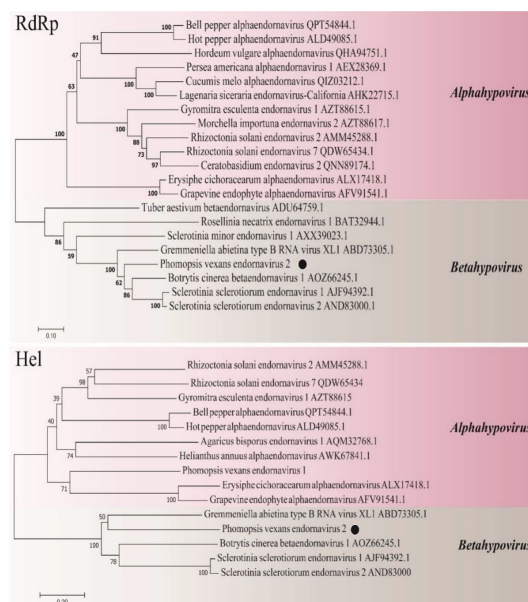 RdRp
Bell pepper alphaendornavirus QPT54844.1
Hot pepper alphaendornavirus ALD49085.1
Hordeum vulgare alphaendornavirus QHA94751.1
Persea americana alphaendornavirus 1 AEX28369.1
Cucumis melo alphaendornavirus QIZ03212.1
Lagenaria siceraria endornavirus-California AHK22715.1
Gyromitra esculenta endornavirus 1 AZT88615.1
Morchella importuna endornavirus 2 AZT88617.1
Rhizoctonia solani endornavirus 2 AMM45288.1
Rhizoctonia solani endornavirus 7 QDW65434.1
Ceratobasidium endornavirus 2 QNN89174.1
Erysiphe cichoracearum alphaendornavirus ALX17418.1
Grapevine endophyte alphaendornavirus AFV91541.1
Alphahypovirus
Tuber aestivum betaendornavirus ADU64759.1
Rosellinia necatrix endornavirus 1 BAT32944.1
Sclerotinia minor endornavirus 1 AXX39023.1
Gremmeniella abietina type B RNA virus XL1 ABD73305.1
Phomopsis vexans endornavirus 2
Botrytis cinerea betaendornavirus 1 AOZ66245.1
Sclerotinia sclerotiorum endornavirus 1 AJF94392.1
Sclerotinia sclerotiorum endornavirus 2 AND83000.1
Betahypovirus
100
91
47
63
100
100
100
88
73
97
100
100
86
59
100
62
86
100
0.10
Hel
Rhizoctonia solani endornavirus 2 AMM45288.1
Rhizoctonia solani endornavirus 7 QDW65434
Gyromitra esculenta endornavirus 1 AZT88615
Bell pepper alphaendornavirus QPT54844.1
Hot pepper alphaendornavirus ALD49085.1
Agaricus bisporus endornavirus 1 AQM32768.1
Helianthus annuus alphaendornavirus AWK67841.1
Phomopsis vexans endornavirus 1
Erysiphe cichoracearum alphaendornavirus ALX17418.1
Grapevine endophyte alphaendornavirus AFV91541.1
Alphahypovirus
Gremmeniella abietina type B RNA virus XL1 ABD73305.1
Phomopsis vexans endornavirus 2
Botrytis cinerea betaendornavirus 1 AOZ66245.1
Sclerotinia sclerotiorum endornavirus 1 AJF94392.1
Sclerotinia sclerotiorum endornavirus 2 AND83000
Betahypovirus
57
98
39
100
40
74
71
100
50
100
78
100
0.20